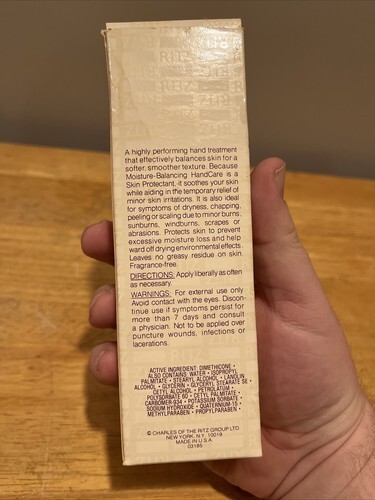 RITZ
RITZ
A highly performing hand treatment
that effectively balances skin for a
softer, smoother texture. Because
Moisture-Balancing HandCare is a
Skin Protectant, it soothes your skin
while aiding in the temporary relief of
minor skin irritations. It is also ideal
for symptoms of dryness, chapping,
peeling or scaling due to minor burns,
sunburns, windburns, scrapes or
abrasions. Protects skin to prevent
excessive moisture loss and help
ward off drying environmental effects.
Leaves no greasy residue on skin.
Fragrance-free.
DIRECTIONS: Apply liberally as often
as necessary.
WARNINGS: For external use only
Avoid contact with the eyes. Discon-
tinue use if symptoms persist for
more than 7 days and consult
a physician. Not to be applied over
puncture wounds, infections or
lacerations.
ACTIVE INGREDIENT: DIMETHICONE •
ALSO CONTAINS: WATER • ISOPROPYL
PALMITATE • STEARYL ALCOHOL • LANOLIN
ALCOHOL • GLYCERIN • GLYCERYL STEARATE SE •
CETYL ALCOHOL • PETROLATUM •
POLYSORBATE 60 • CETYL PALMITATE •
CARBOMER-934 • POTASSIUM SORBATE •
SODIUM HYDROXIDE • QUATERNIUM-15 •
METHYLPARABEN • PROPYLPARABEN •
© CHARLES OF THE RITZ GROUP LTD.
NEW YORK, N.Y. 10019
MADE IN U.S.A.
03185